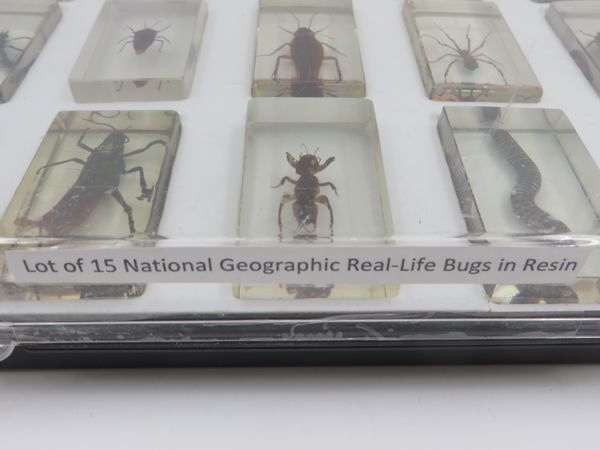 Lot of 15 National Geographic Real-Life Bugs in Resin